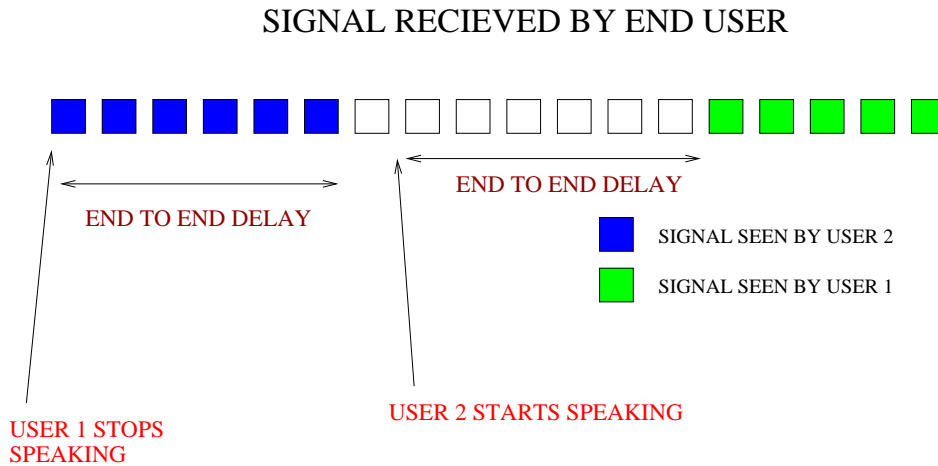 SIGNAL RECIEVED BY END USER
END TO END DELAY
END TO END DELAY
SIGNAL SEEN BY USER 2
SIGNAL SEEN BY USER 1
USER 2 STARTS SPEAKING
USER 1 STOPS
SPEAKING